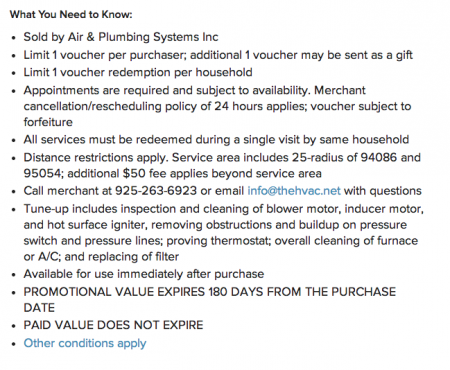 What You Need to Know:
• Sold by Air & Plumbing Systems Inc
• Limit 1 voucher per purchaser; additional 1 voucher may be sent as a gift
• Limit 1 voucher redemption per household
• Appointments are required and subject to availability. Merchant
cancellation/rescheduling policy of 24 hours applies; voucher subject to
forfeiture
• All services must be redeemed during a single visit by same household
• Distance restrictions apply. Service area includes 25-radius of 94086 and
95054; additional $50 fee applies beyond service area
• Call merchant at 925-263-6923 or email info@thehvac.net with questions
• Tune-up includes inspection and cleaning of blower motor, inducer motor,
and hot surface igniter, removing obstructions and buildup on pressure
switch and pressure lines; proving thermostat; overall cleaning of furnace
or A/C; and replacing of filter
• Available for use immediately after purchase
• PROMOTIONAL VALUE EXPIRES 180 DAYS FROM THE PURCHASE
DATE
• PAID VALUE DOES NOT EXPIRE
• Other conditions apply